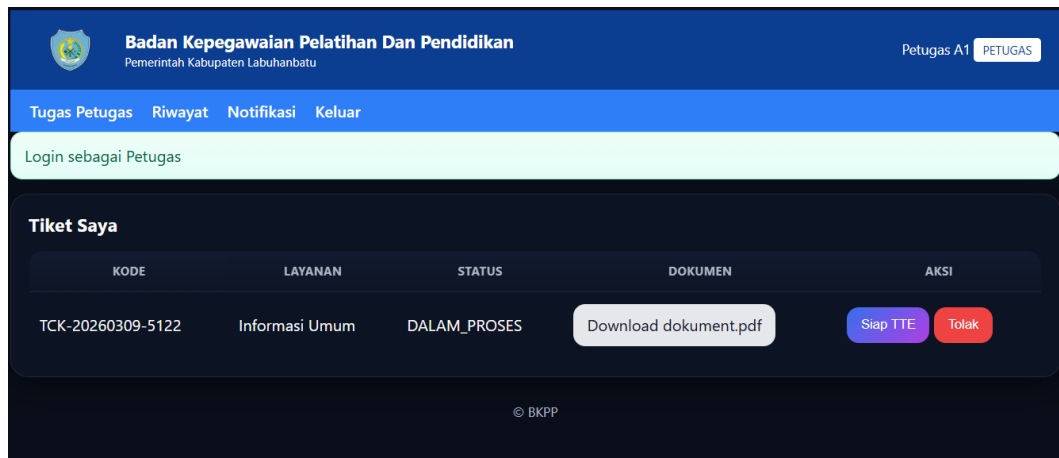 Badan Kepegawaian Pelatihan Dan Pendidikan
Pemerintah Kabupaten Labuhanbatu
Petugas A1 PETUGAS
Tugas Petugas Riwayat Notifikasi Keluar
Login sebagai Petugas
Tiket Saya
KODE LAYANAN STATUS DOKUMEN AKSI
TCK-20260309-5122 Informasi Umum DALAM_PROSES Download dokument.pdf Siap TTE Tolak
© BKPP